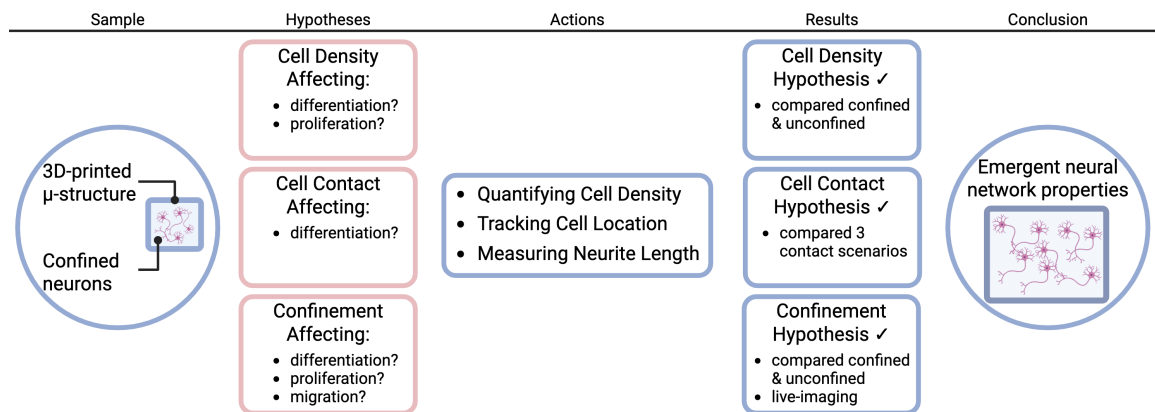 Sample
Hypotheses
Actions
Results
Conclusion
3D-printed
μ-structure
Confined
neurons
Cell Density
Affecting:
• differentiation?
• proliferation?
Cell Contact
Affecting:
• differentiation?
Confinement
Affecting:
• differentiation?
• proliferation?
• migration?
• Quantifying Cell Density
• Tracking Cell Location
• Measuring Neurite Length
Cell Density
Hypothesis ✓
• compared confined
& unconfined
Cell Contact
Hypothesis ✓
• compared 3
contact scenarios
Confinement
Hypothesis ✓
• compared confined
& unconfined
• live-imaging
Emergent neural
network properties